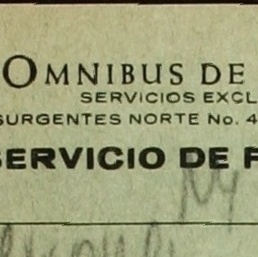 OMNIBUS DE
SERVICIOS EXCL
SURGENTES NORTE No. 4
SERVICIO DE